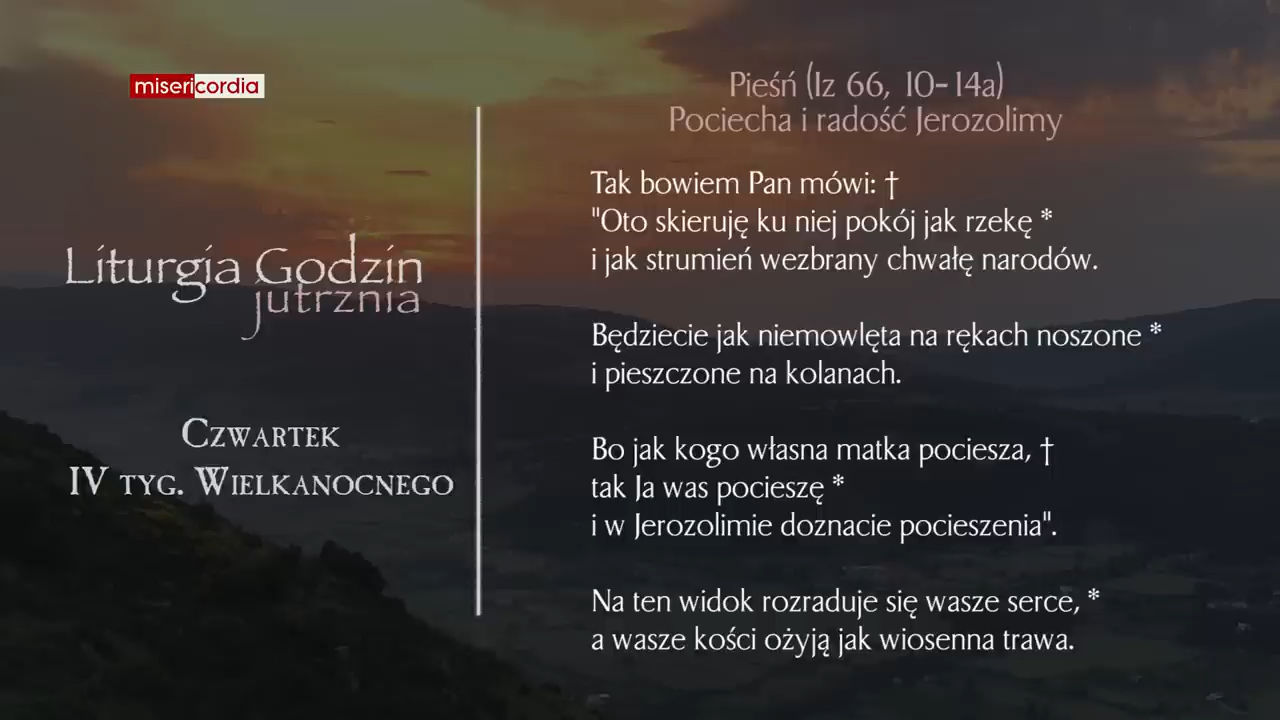 misericordia
Liturgia Godzin
jutrznia
Czwartek
IV tyg. Wielkanocnego
Pieśń (Iz 66, 10-14a)
Pociecha i radość Jerozolimy
Tak bowiem Pan mówi: †
"Oto skieruję ku niej pokój jak rzekę *
i jak strumień wezbrany chwałę narodów.
Będziecie jak niemowlęta na rękach noszone *
i pieszczone na kolanach.
Bo jak kogo własna matka pociesza, †
tak Ja was pocieszę *
i w Jerozolimie doznacie pocieszenia".
Na ten widok rozraduje się wasze serce, *
a wasze kości ożyją jak wiosenna trawa.